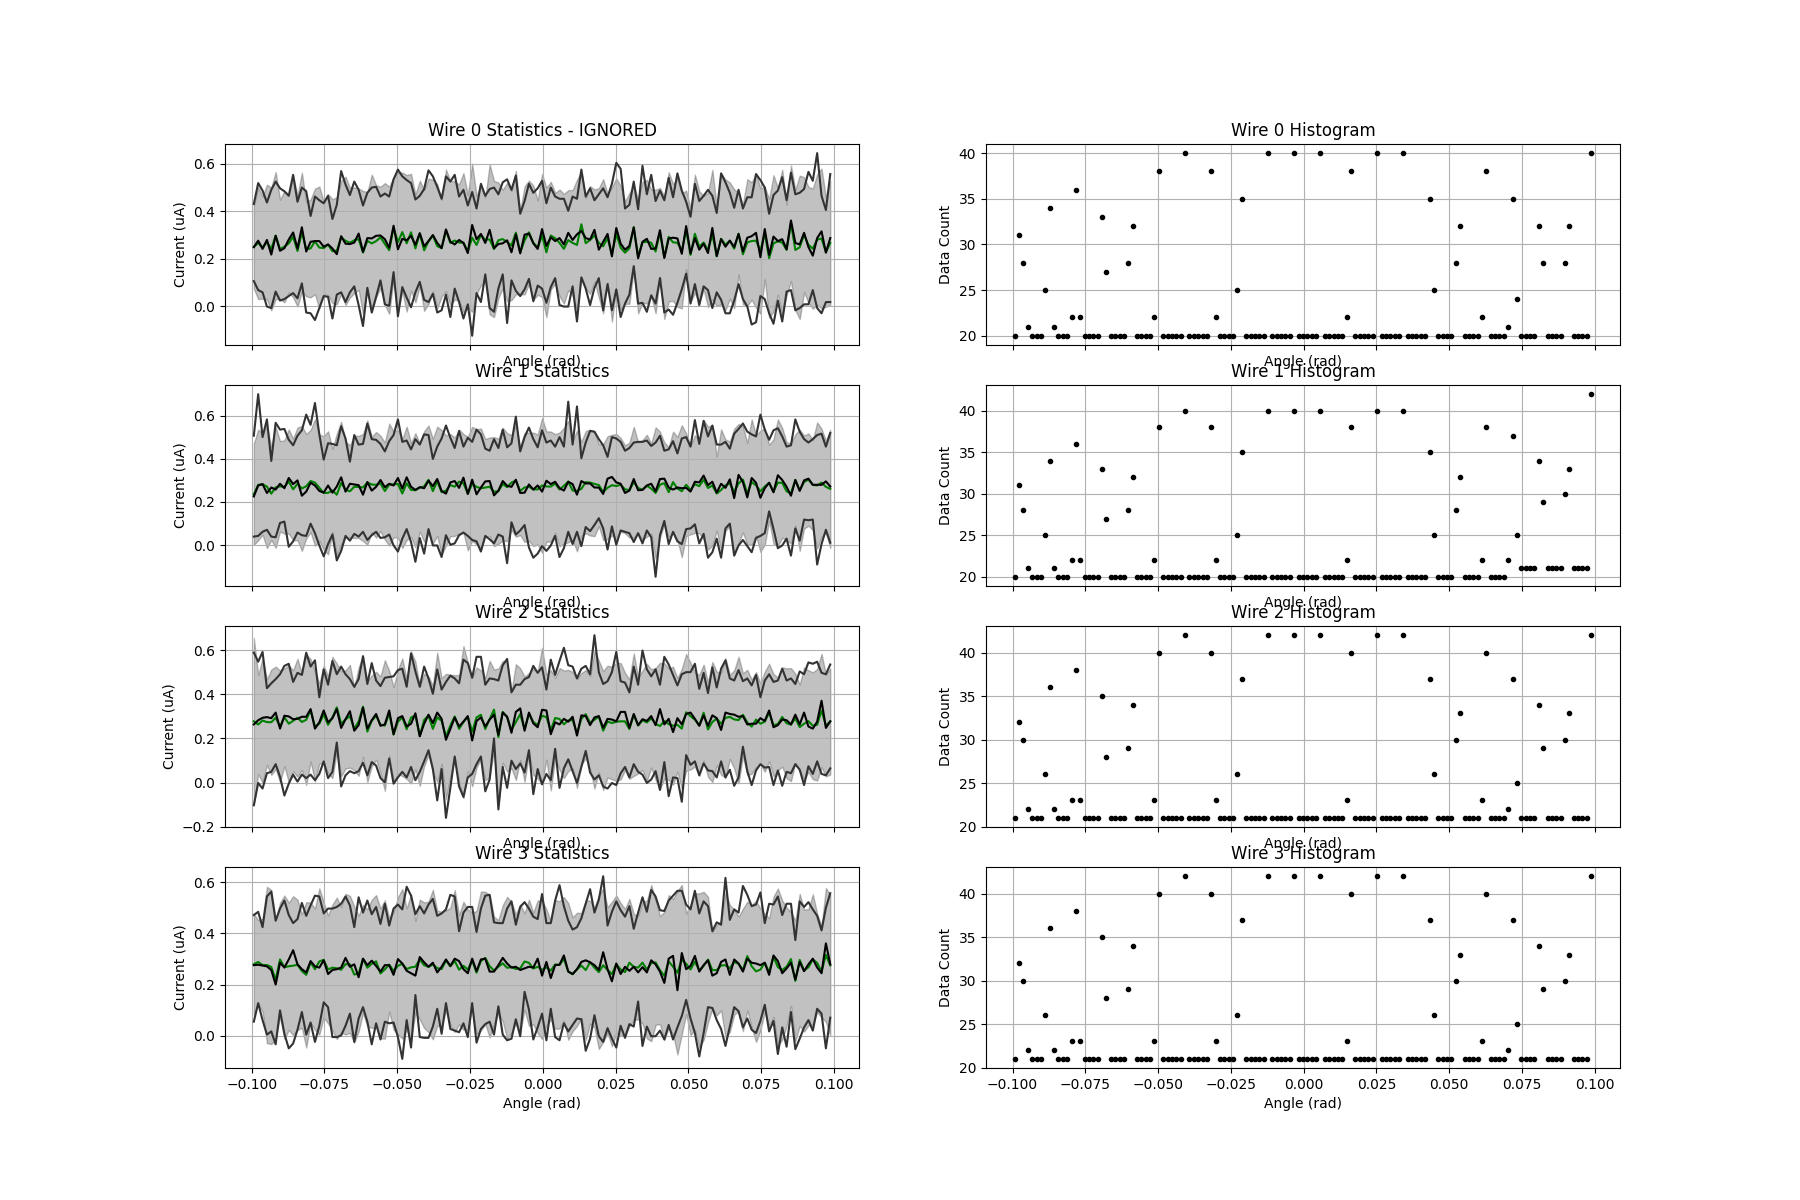 Wire 0 Statistics - IGNORED
Current (uA)
0.6
0.4
0.2
0.0
Angle (rad)
Wire 0 Histogram
Data Count
40
35
30
25
20
Angle (rad)
Wire 1 Statistics
Current (uA)
0.6
0.4
0.2
0.0
Angle (rad)
Wire 1 Histogram
Data Count
40
35
30
25
20
Angle (rad)
Wire 2 Statistics
Current (uA)
0.6
0.4
0.2
0.0
−0.2
Angle (rad)
Wire 2 Histogram
Data Count
40
35
30
25
20
Angle (rad)
Wire 3 Statistics
Current (uA)
0.6
0.4
0.2
0.0
−0.100 −0.075 −0.050 −0.025 0.000 0.025 0.050 0.075 0.100
Angle (rad)
Wire 3 Histogram
Data Count
40
35
30
25
20
−0.100 −0.075 −0.050 −0.025 0.000 0.025 0.050 0.075 0.100
Angle (rad)